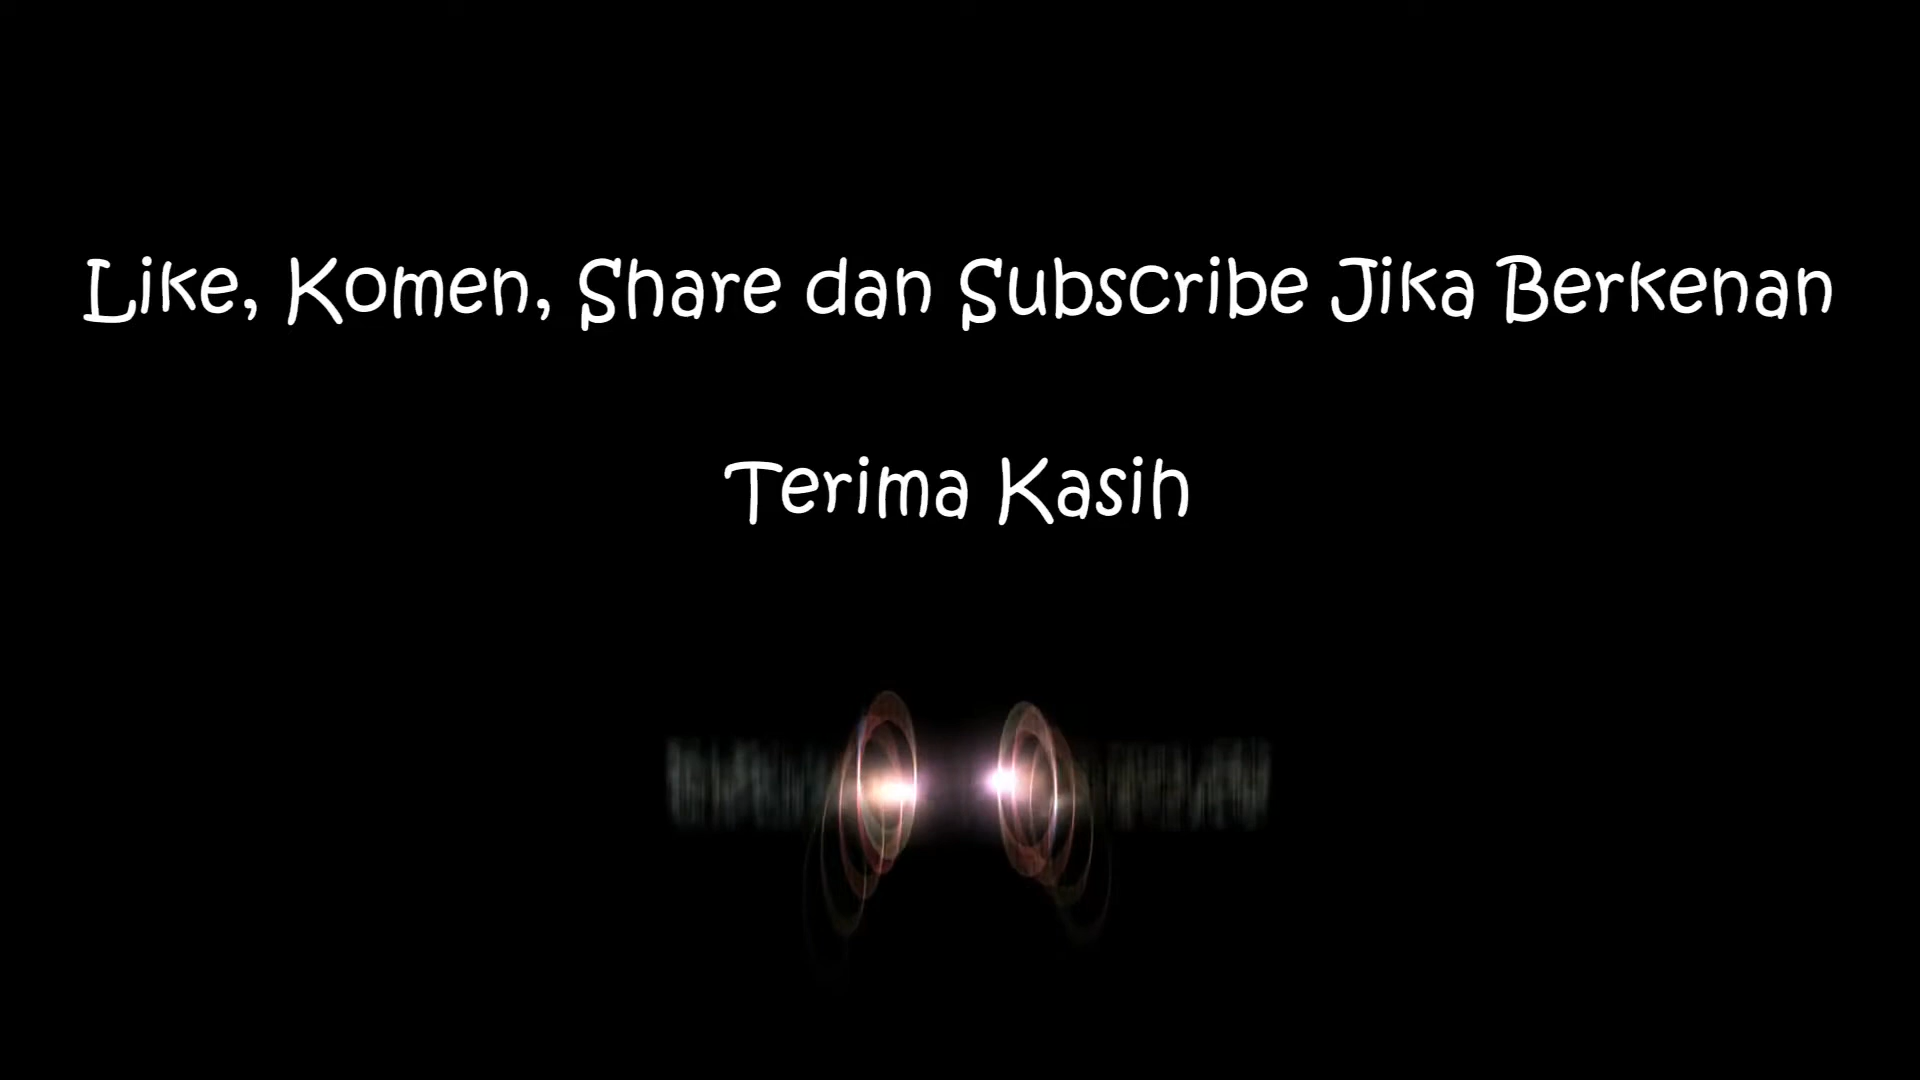 Like, Komen, Share dan Subscribe Jika Berkenan
Terima Kasih